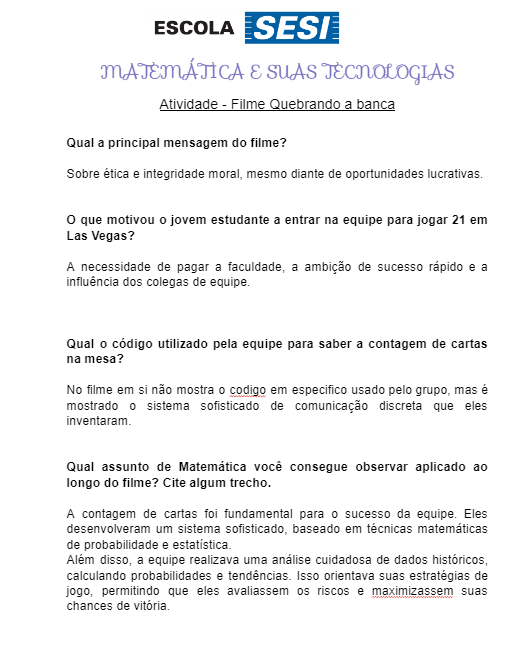 ESCOLA SESI
MATEMÁTICA E SUAS TECNOLOGIAS
Atividade - Filme Quebrando a banca
Qual a principal mensagem do filme?
Sobre ética e integridade moral, mesmo diante de oportunidades lucrativas.
O que motivou o jovem estudante a entrar na equipe para jogar 21 em
Las Vegas?
A necessidade de pagar a faculdade, a ambição de sucesso rápido e a
influência dos colegas de equipe.
Qual o código utilizado pela equipe para saber a contagem de cartas
na mesa?
No filme em si não mostra o codigo em especifico usado pelo grupo, mas é
mostrado o sistema sofisticado de comunicação discreta que eles
inventaram.
Qual assunto de Matemática você consegue observar aplicado ao
longo do filme? Cite algum trecho.
A contagem de cartas foi fundamental para o sucesso da equipe. Eles
desenvolveram um sistema sofisticado, baseado em técnicas matemáticas
de probabilidade e estatística.
Além disso, a equipe realizava uma análise cuidadosa de dados históricos,
calculando probabilidades e tendências. Isso orientava suas estratégias de
jogo, permitindo que eles avaliassem os riscos e maximizassem suas
chances de vitória.